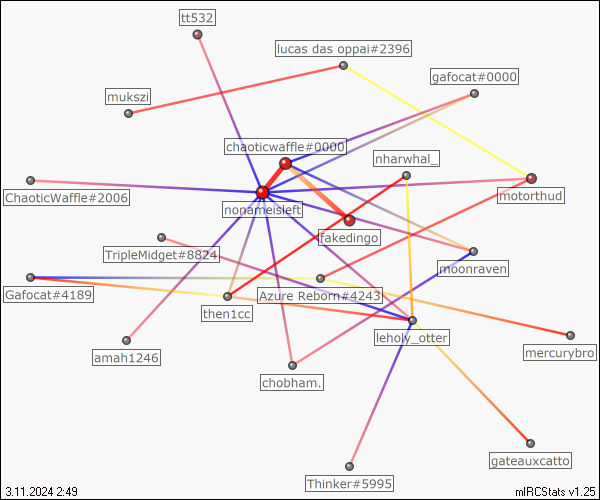 tt532
lucas das oppai#2396
gafocat#0000
mukszi
chaoticwaffle#0000
nharwhal_
ChaoticWaffle#2006
motorthud
nonameisleft
fakedingo
TripleMidget#8824
moonraven
Gafocat#4189
Azure Reborn#4243
then1cc
leholy_otter
amah1246
mercurybro
chobham.
gateauxcatto
Thinker#5995
3.11.2024 2:49
mIRCStats v1.25